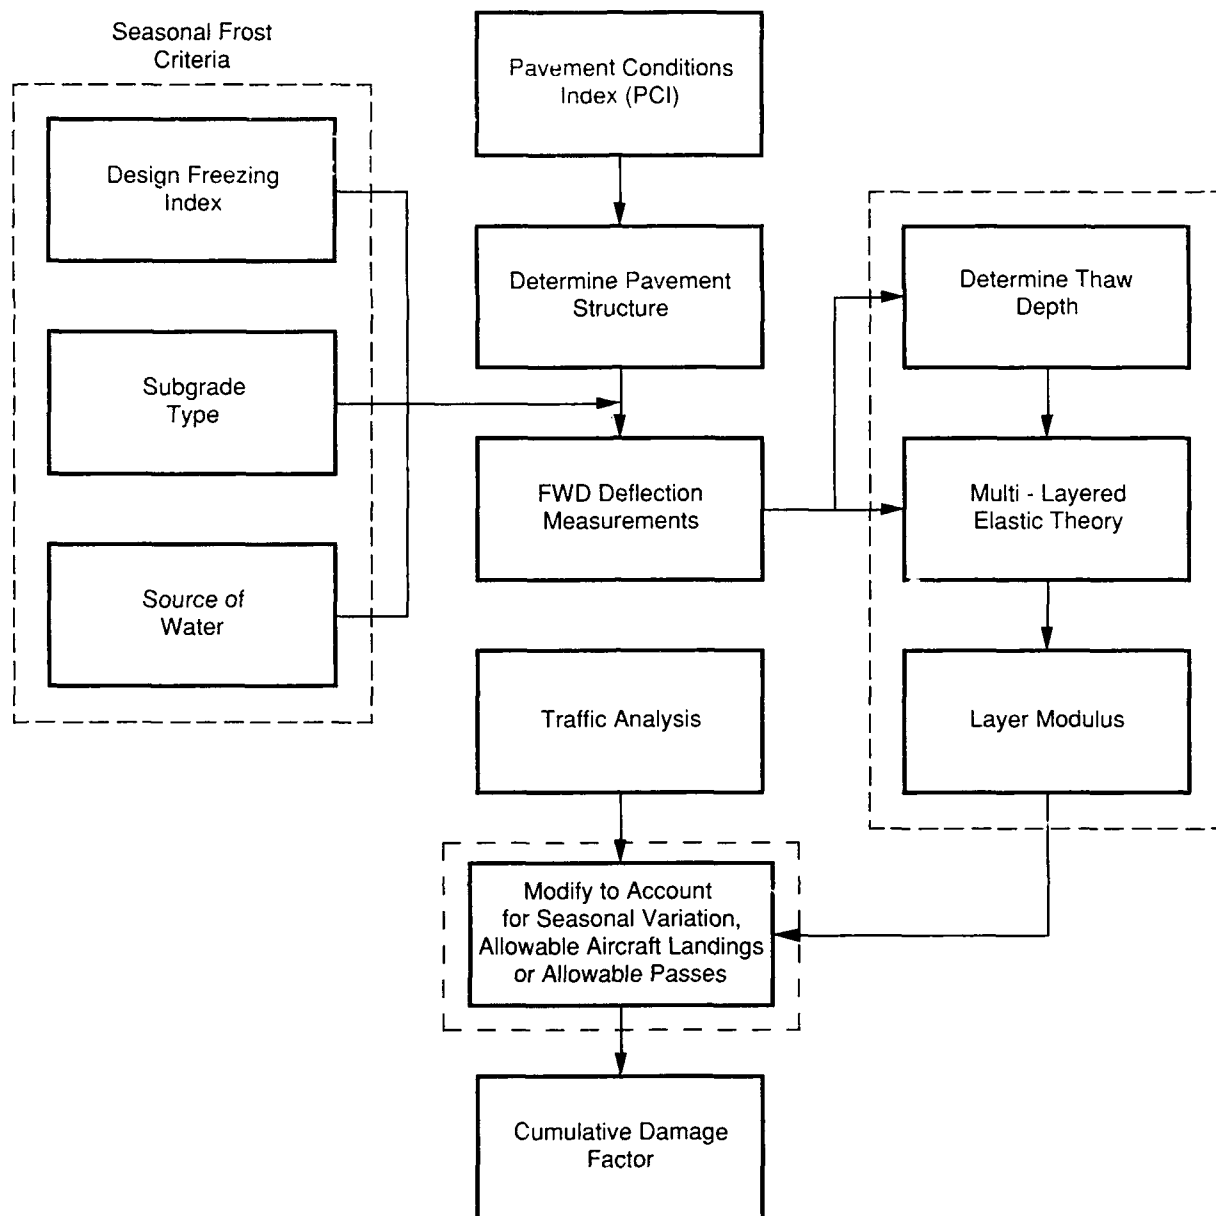 Seasonal Frost
Criteria
Design Freezing
Index
Subgrade
Type
Source of
Water
Pavement Conditions
Index (PCI)
Determine Pavement
Structure
FWD Deflection
Measurements
Traffic Analysis
Modify to Account
for Seasonal Variation,
Allowable Aircraft Landings
or Allowable Passes
Cumulative Damage
Factor
Determine Thaw
Depth
Multi - Layered
Elastic Theory
Layer Modulus